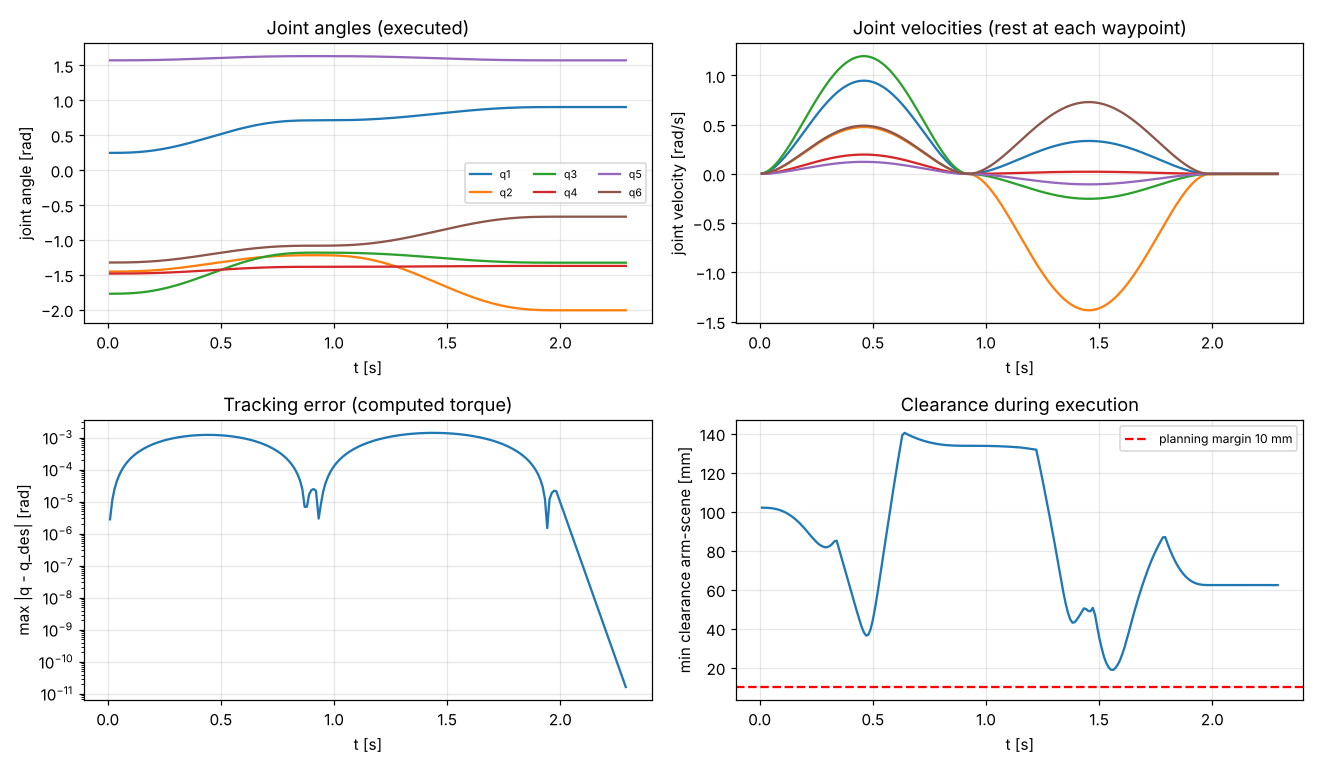 Joint angles (executed)
joint angle [rad]
1.5
1.0
0.5
0.0
−0.5
−1.0
−1.5
−2.0
q1 q3 q5
q2 q4 q6
0.0 0.5 1.0 1.5 2.0
t [s]
Joint velocities (rest at each waypoint)
joint velocity [rad/s]
1.0
0.5
0.0
−0.5
−1.0
−1.5
0.0 0.5 1.0 1.5 2.0
t [s]
Tracking error (computed torque)
max |q - q_des| [rad]
10⁻³
10⁻⁴
10⁻⁵
10⁻⁶
10⁻⁷
10⁻⁸
10⁻⁹
10⁻¹⁰
10⁻¹¹
0.0 0.5 1.0 1.5 2.0
t [s]
Clearance during execution
min clearance arm-scene [mm]
140
120
100
80
60
40
20
planning margin 10 mm
0.0 0.5 1.0 1.5 2.0
t [s]